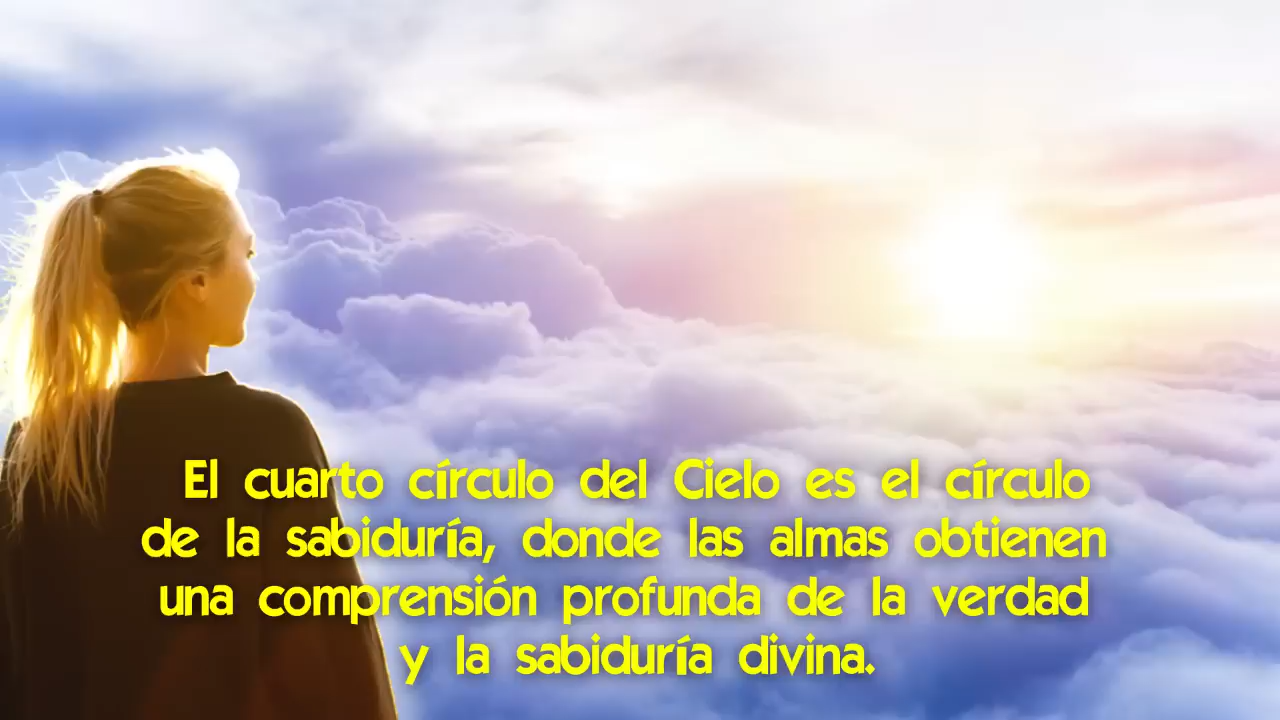 El cuarto círculo del Cielo es el círculo
de la sabiduría, donde las almas obtienen
una comprensión profunda de la verdad
y la sabiduría divina.